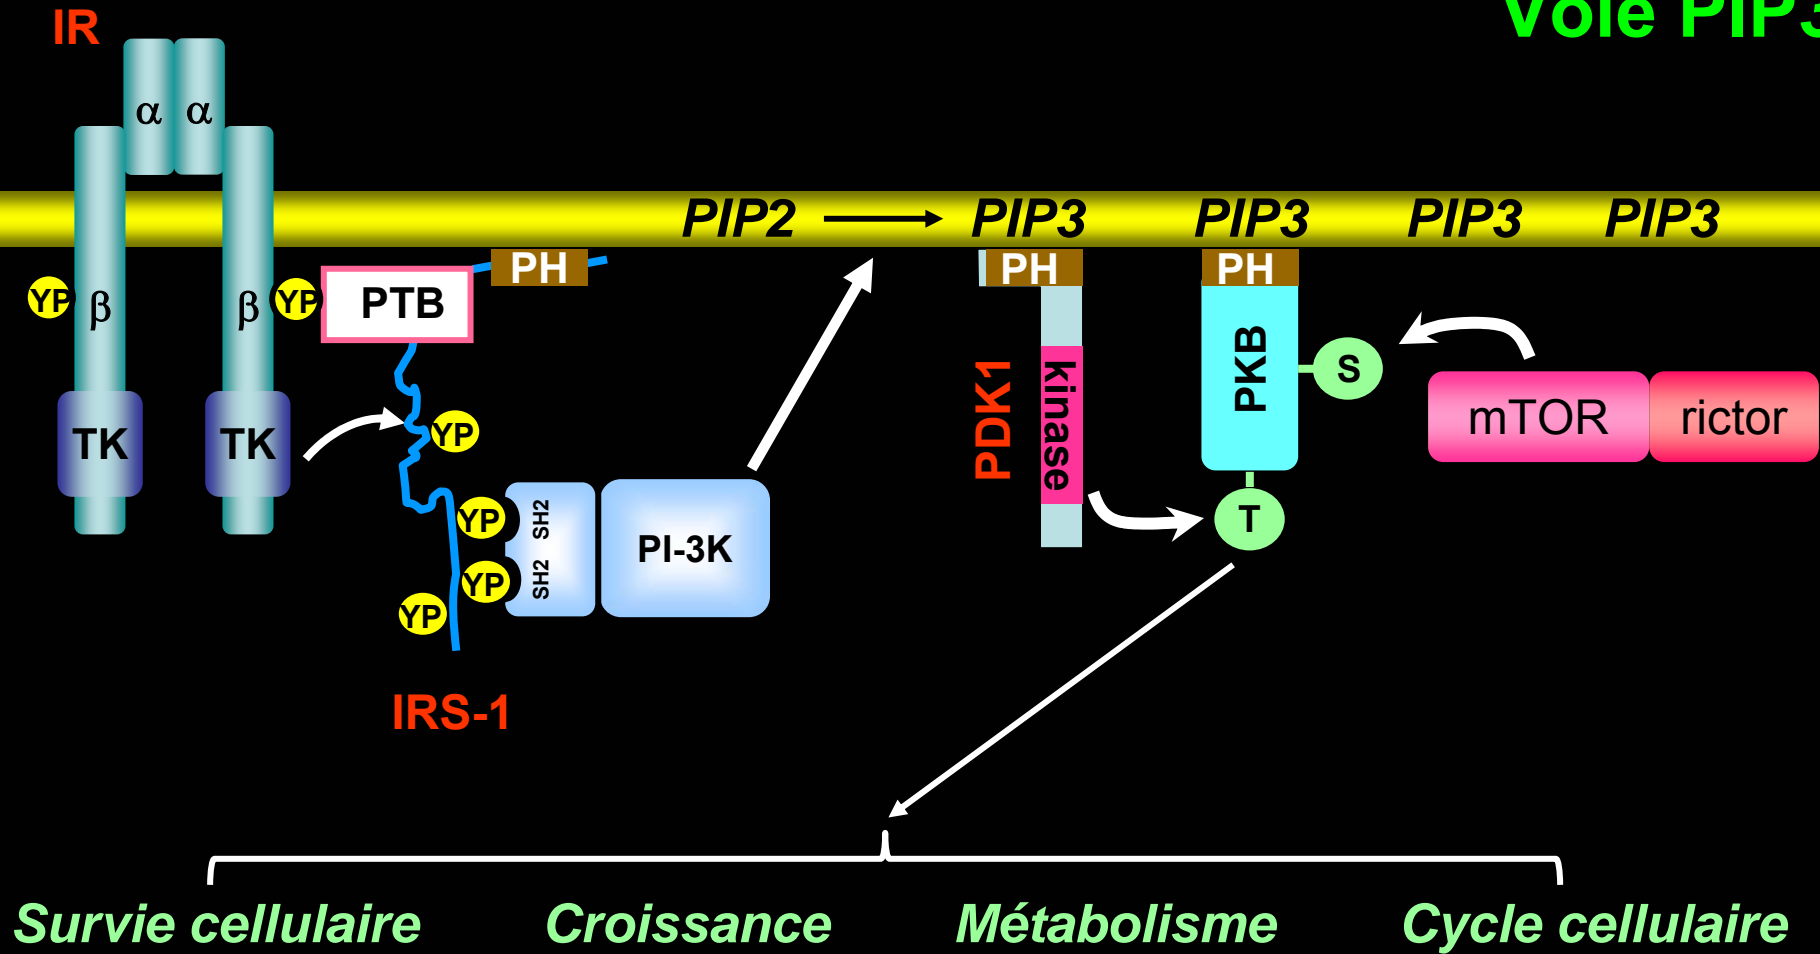 IR
Voie PIP3
α α
PIP2 PIP3 PIP3 PIP3 PIP3
PH PH PH
YP β β YP PTB
PKB
S
PDK1
kinase
mTOR rictor
TK TK
YP
YP
SH2
SH2
PI-3K
T
YP
YP
IRS-1
Survie cellulaire Croissance Métabolisme Cycle cellulaire